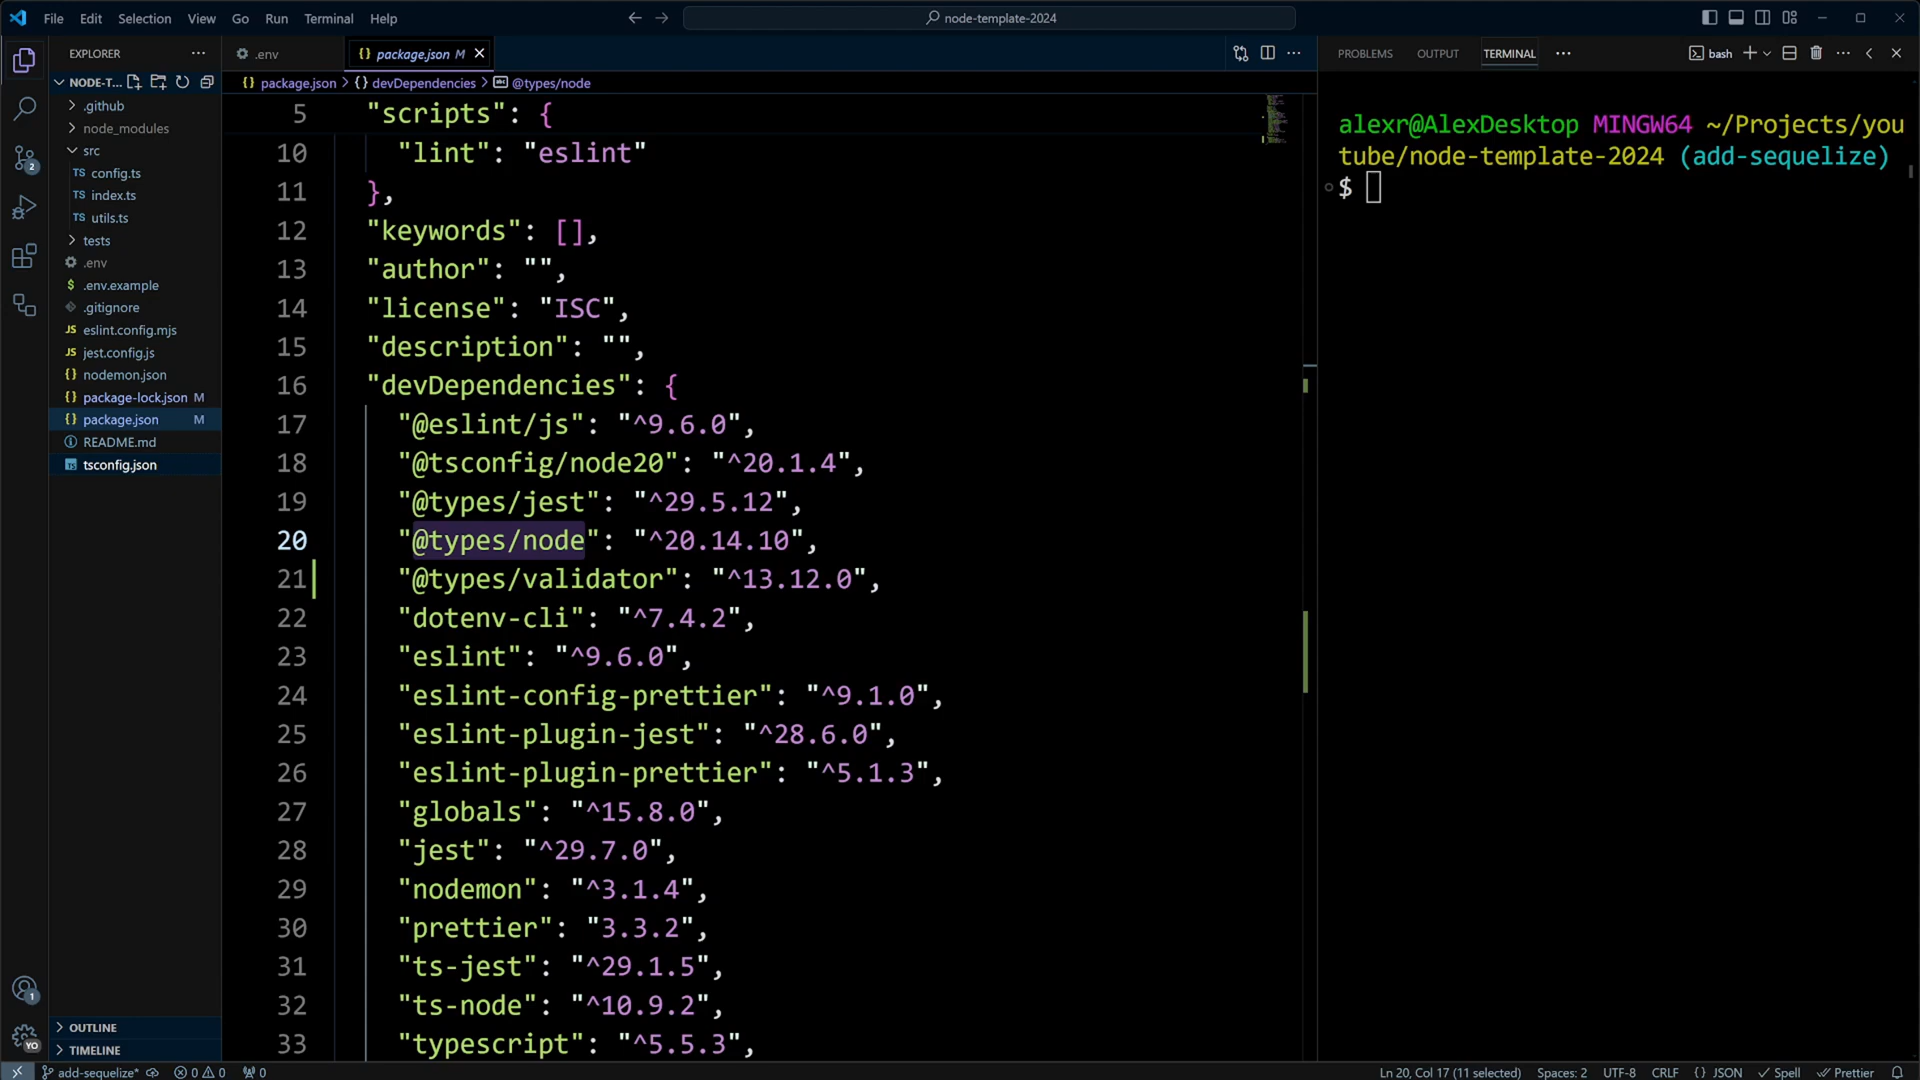 File Edit Selection View Go Run Terminal Help
node-template-2024
EXPLORER
NODE-T...
.github
node_modules
src
TS config.ts
TS index.ts
TS utils.ts
tests
.env
$ .env.example
.gitignore
JS eslint.config.mjs
JS jest.config.js
{} nodemon.json
{} package-lock.json M
{} package.json M
README.md
TS tsconfig.json
OUTLINE
TIMELINE
2
1
YO
.env
{} package.json M
{} package.json > {} devDependencies > @types/node
5 "scripts": {
10 "lint": "eslint"
11 },
12 "keywords": [],
13 "author": "",
14 "license": "ISC",
15 "description": "",
16 "devDependencies": {
17 "@eslint/js": "^9.6.0",
18 "@tsconfig/node20": "^20.1.4",
19 "@types/jest": "^29.5.12",
20 "@types/node": "^20.14.10",
21 "@types/validator": "^13.12.0",
22 "dotenv-cli": "^7.4.2",
23 "eslint": "^9.6.0",
24 "eslint-config-prettier": "^9.1.0",
25 "eslint-plugin-jest": "^28.6.0",
26 "eslint-plugin-prettier": "^5.1.3",
27 "globals": "^15.8.0",
28 "jest": "^29.7.0",
29 "nodemon": "^3.1.4",
30 "prettier": "3.3.2",
31 "ts-jest": "^29.1.5",
32 "ts-node": "^10.9.2",
33 "typescript": "^5.5.3",
PROBLEMS OUTPUT TERMINAL
bash
alexr@AlexDesktop MINGW64 ~/Projects/you
tube/node-template-2024 (add-sequelize)
$
add-sequelize* 0 0 0
Ln 20, Col 17 (11 selected) Spaces: 2 UTF-8 CRLF {} JSON Spell Prettier